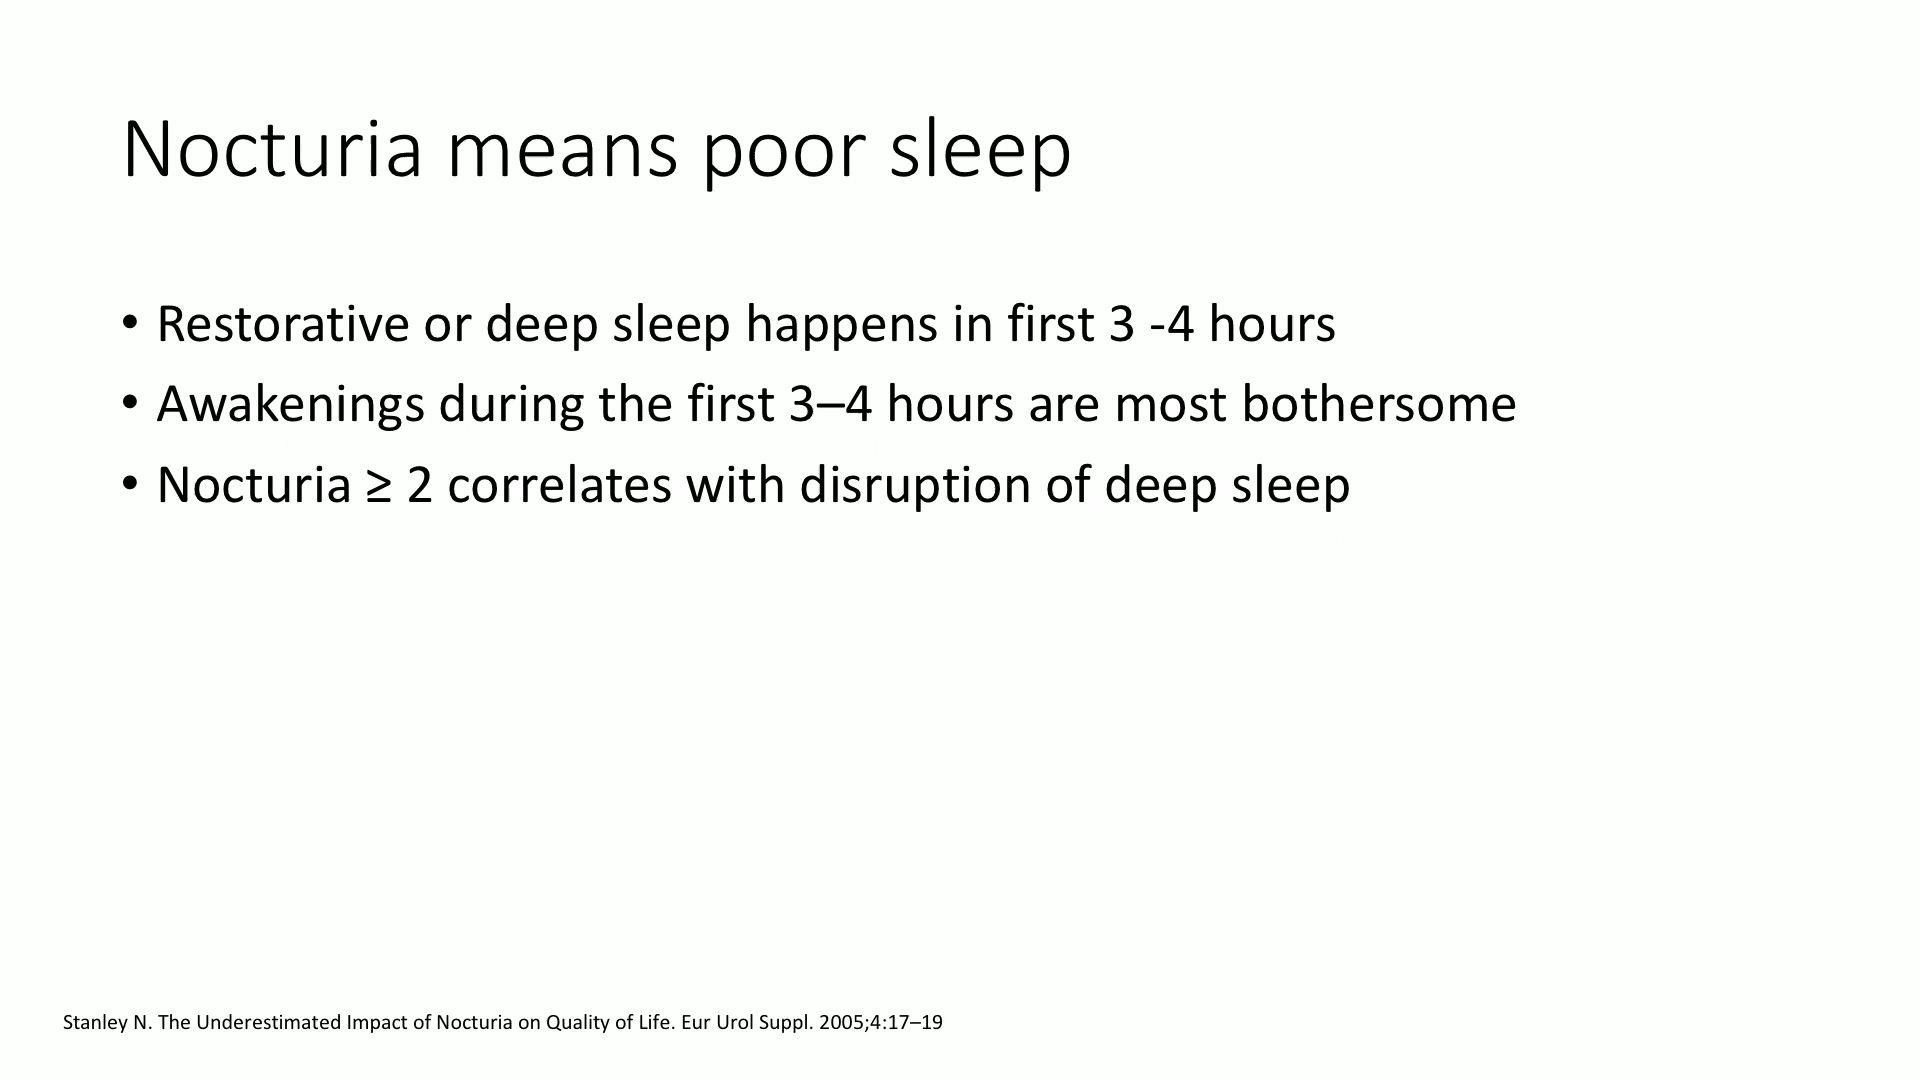 Nocturia means poor sleep
• Restorative or deep sleep happens in first 3 -4 hours
• Awakenings during the first 3–4 hours are most bothersome
• Nocturia ≥ 2 correlates with disruption of deep sleep
Stanley N. The Underestimated Impact of Nocturia on Quality of Life. Eur Urol Suppl. 2005;4:17–19